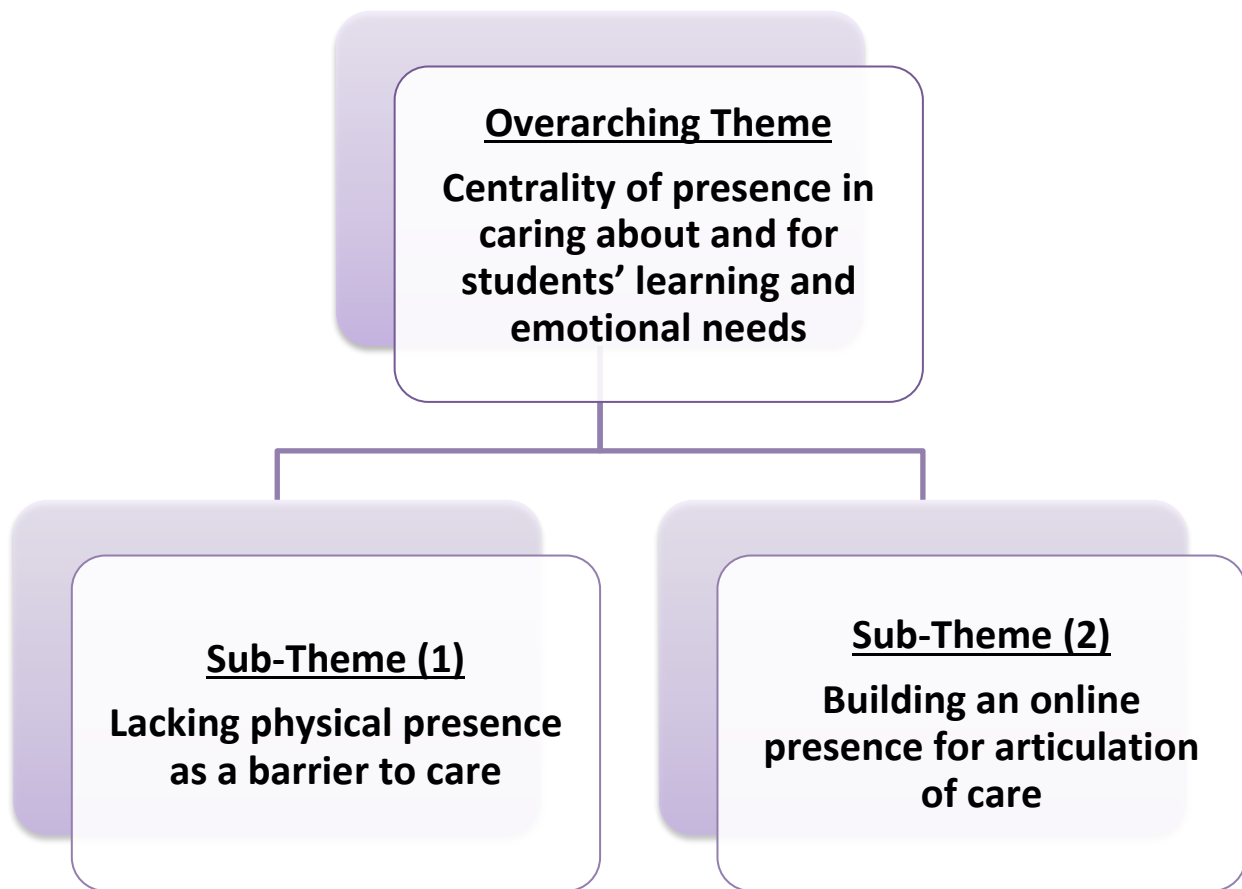 Overarching Theme
Centrality of presence in
caring about and for
students’ learning and
emotional needs
Sub-Theme (1)
Lacking physical presence
as a barrier to care
Sub-Theme (2)
Building an online
presence for articulation
of care